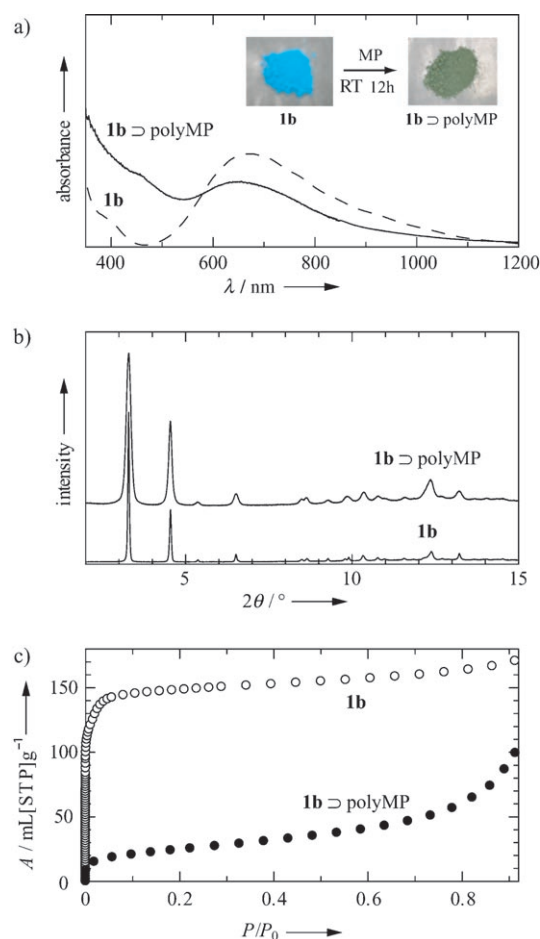 a)
MP
RT 12h
1b
1b ⊃ polyMP
1b ⊃ polyMP
1b
absorbance
400
600
800
1000
1200
λ / nm
b)
intensity
1b ⊃ polyMP
1b
5
10
15
2θ / °
c)
A / mL[STP]g⁻¹
150
100
50
0
1b
1b ⊃ polyMP
0
0.2
0.4
0.6
0.8
P/P₀